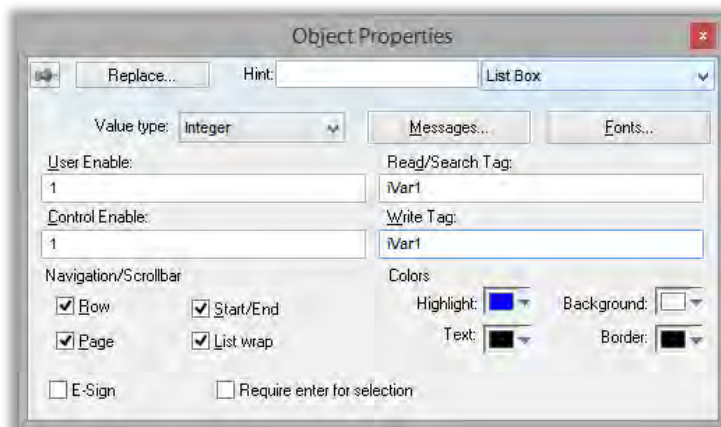 Object Properties
x
Replace... Hint: List Box
Value type: Integer Messages... Fonts...
User Enable: Read/Search Tag:
1 iVar1
Control Enable: Write Tag:
1 iVar1
Navigation/Scrollbar Colors
Row Start/End Highlight: Background:
Page List wrap Text: Border:
E-Sign Require enter for selection